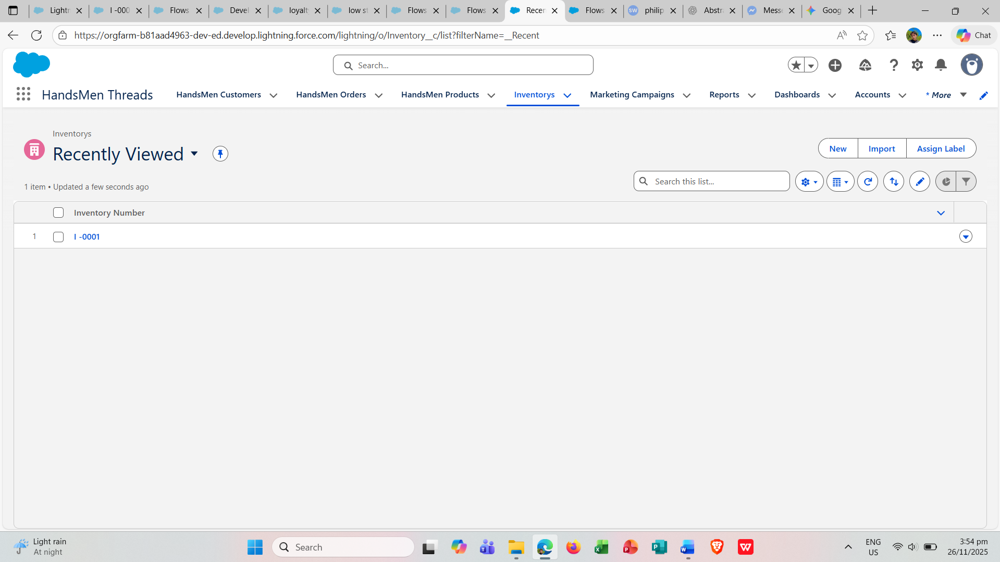 Lightn
I -000
Flows
Devel
loyalt
low st
Flows
Flows
Recen
Flows
SW
philip
Abstra
Messe
Goog
https://orgfarm-b81aad4963-dev-ed.develop.lightning.force.com/lightning/o/Inventory__c/list?filterName=__Recent
Chat
Search...
HandsMen Threads
HandsMen Customers
HandsMen Orders
HandsMen Products
Inventorys
Marketing Campaigns
Reports
Dashboards
Accounts
* More
Inventorys
Recently Viewed
New
Import
Assign Label
1 item • Updated a few seconds ago
Search this list...
Inventory Number
1
I -0001
Light rain
At night
Search
ENG
US
3:54 pm
26/11/2025